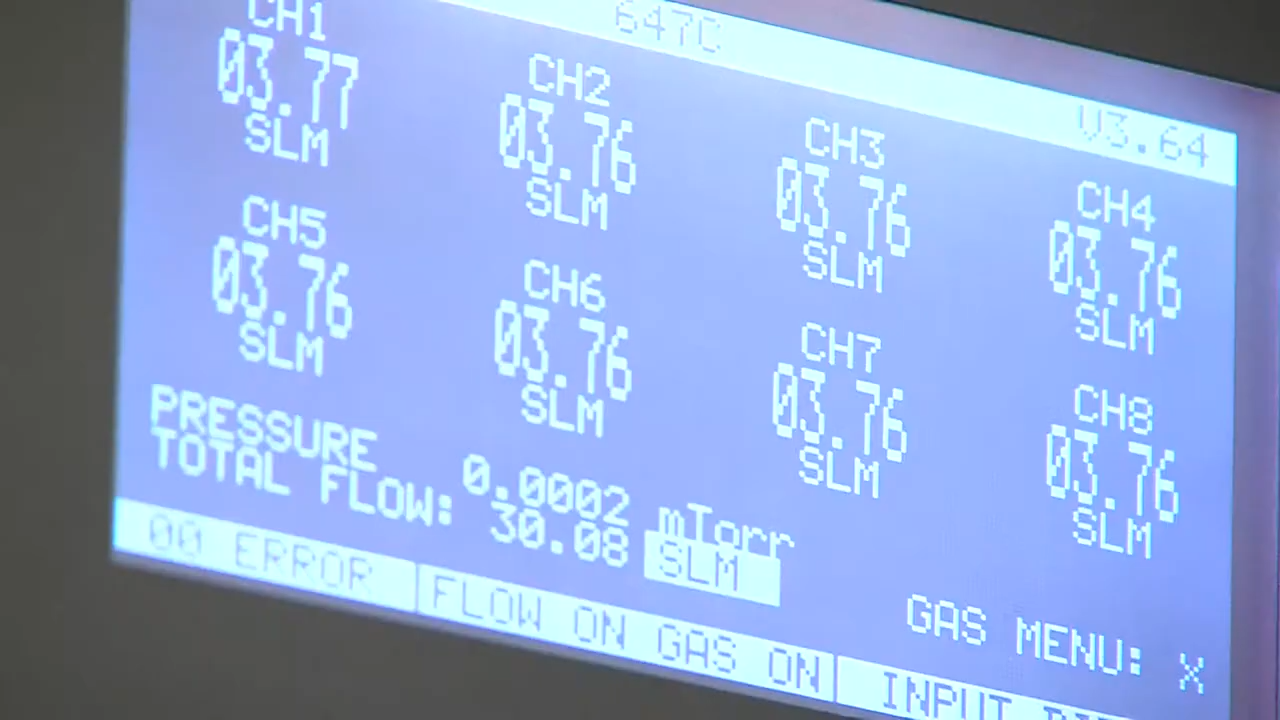 647C
V3.64
CH1 CH2 CH3 CH4
03.77 03.76 03.76 03.76
SLM SLM SLM SLM
CH5 CH6 CH7 CH8
03.76 03.76 03.76 03.76
SLM SLM SLM SLM
PRESSURE 0.0002 mTorr
TOTAL FLOW: 30.08 SLM
GAS MENU: X
00 ERROR FLOW ON GAS ON INPUT